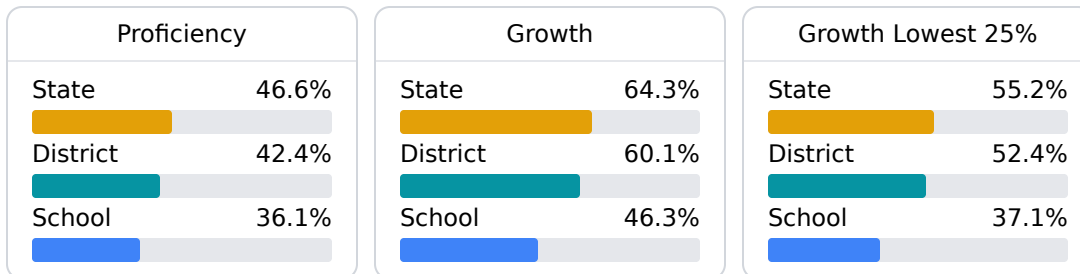 Proficiency
State 46.6%
District 42.4%
School 36.1%
Growth
State 64.3%
District 60.1%
School 46.3%
Growth Lowest 25%
State 55.2%
District 52.4%
School 37.1%